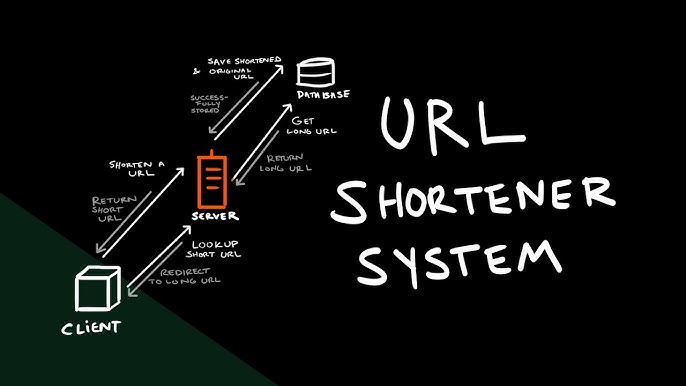 SAVE SHORTENED
& ORIGINAL
URL
DATABASE
SUCCESS-
FULLY
STORED
GET
LONG URL
RETURN
LONG URL
SHORTEN A
URL
RETURN
SHORT
URL
SERVER
LOOKUP
SHORT URL
REDIRECT
TO LONG URL
CLIENT
URL
SHORTENER
SYSTEM